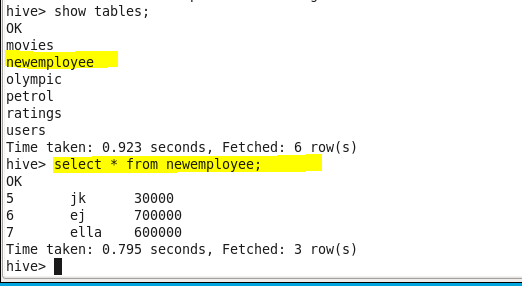 hive> show tables;
OK
movies
newemployee
olympic
petrol
ratings
users
Time taken: 0.923 seconds, Fetched: 6 row(s)
hive> select * from newemployee;
OK
5 jk 30000
6 ej 700000
7 ella 600000
Time taken: 0.795 seconds, Fetched: 3 row(s)
hive>